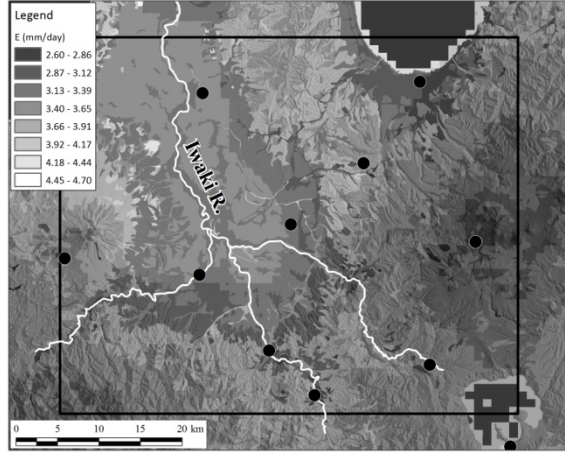 Legend
E (mm/day)
2.60 - 2.86
2.87 - 3.12
3.13 - 3.39
3.40 - 3.65
3.66 - 3.91
3.92 - 4.17
4.18 - 4.44
4.45 - 4.70
Iwaki R.
0 5 10 20 km